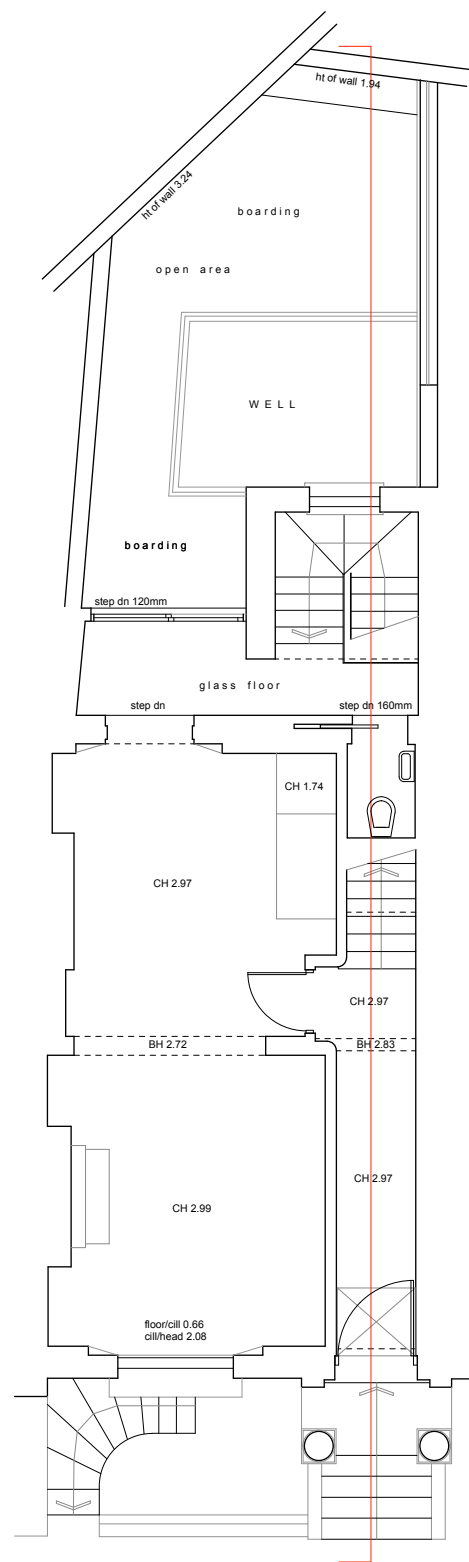 ht of wall 1.94
ht of wall 3.24
boarding
open area
WELL
boarding
step dn 120mm
glass floor
step dn
step dn 160mm
CH 1.74
CH 2.97
CH 2.97
BH 2.72
BH 2.83
CH 2.97
CH 2.99
floor/cill 0.66
cill/head 2.08